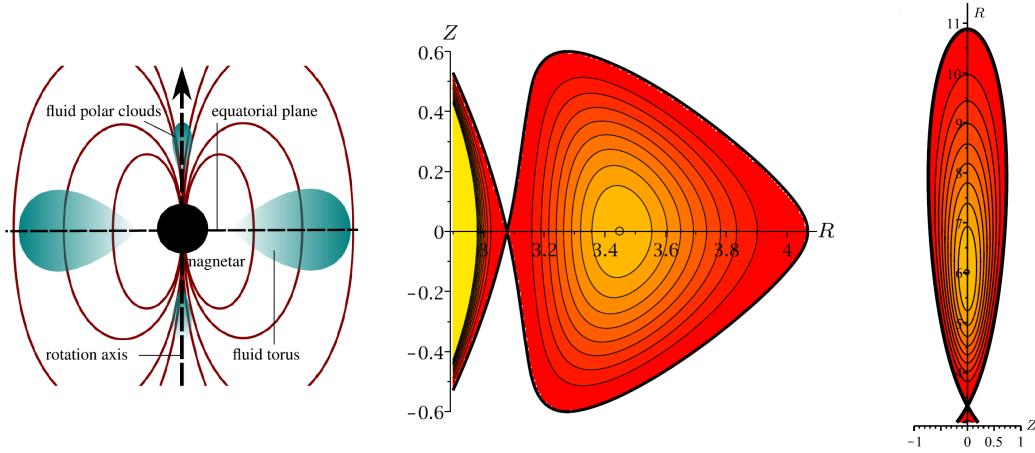 fluid polar clouds
equatorial plane
magnetar
rotation axis
fluid torus
Z
0.6
0.4
0.2
0
-0.2
-0.4
-0.6
3
3.2
3.4
3.6
3.8
4
R
R
11
10
9
8
7
6
5
4
-1
0
0.5
1
Z